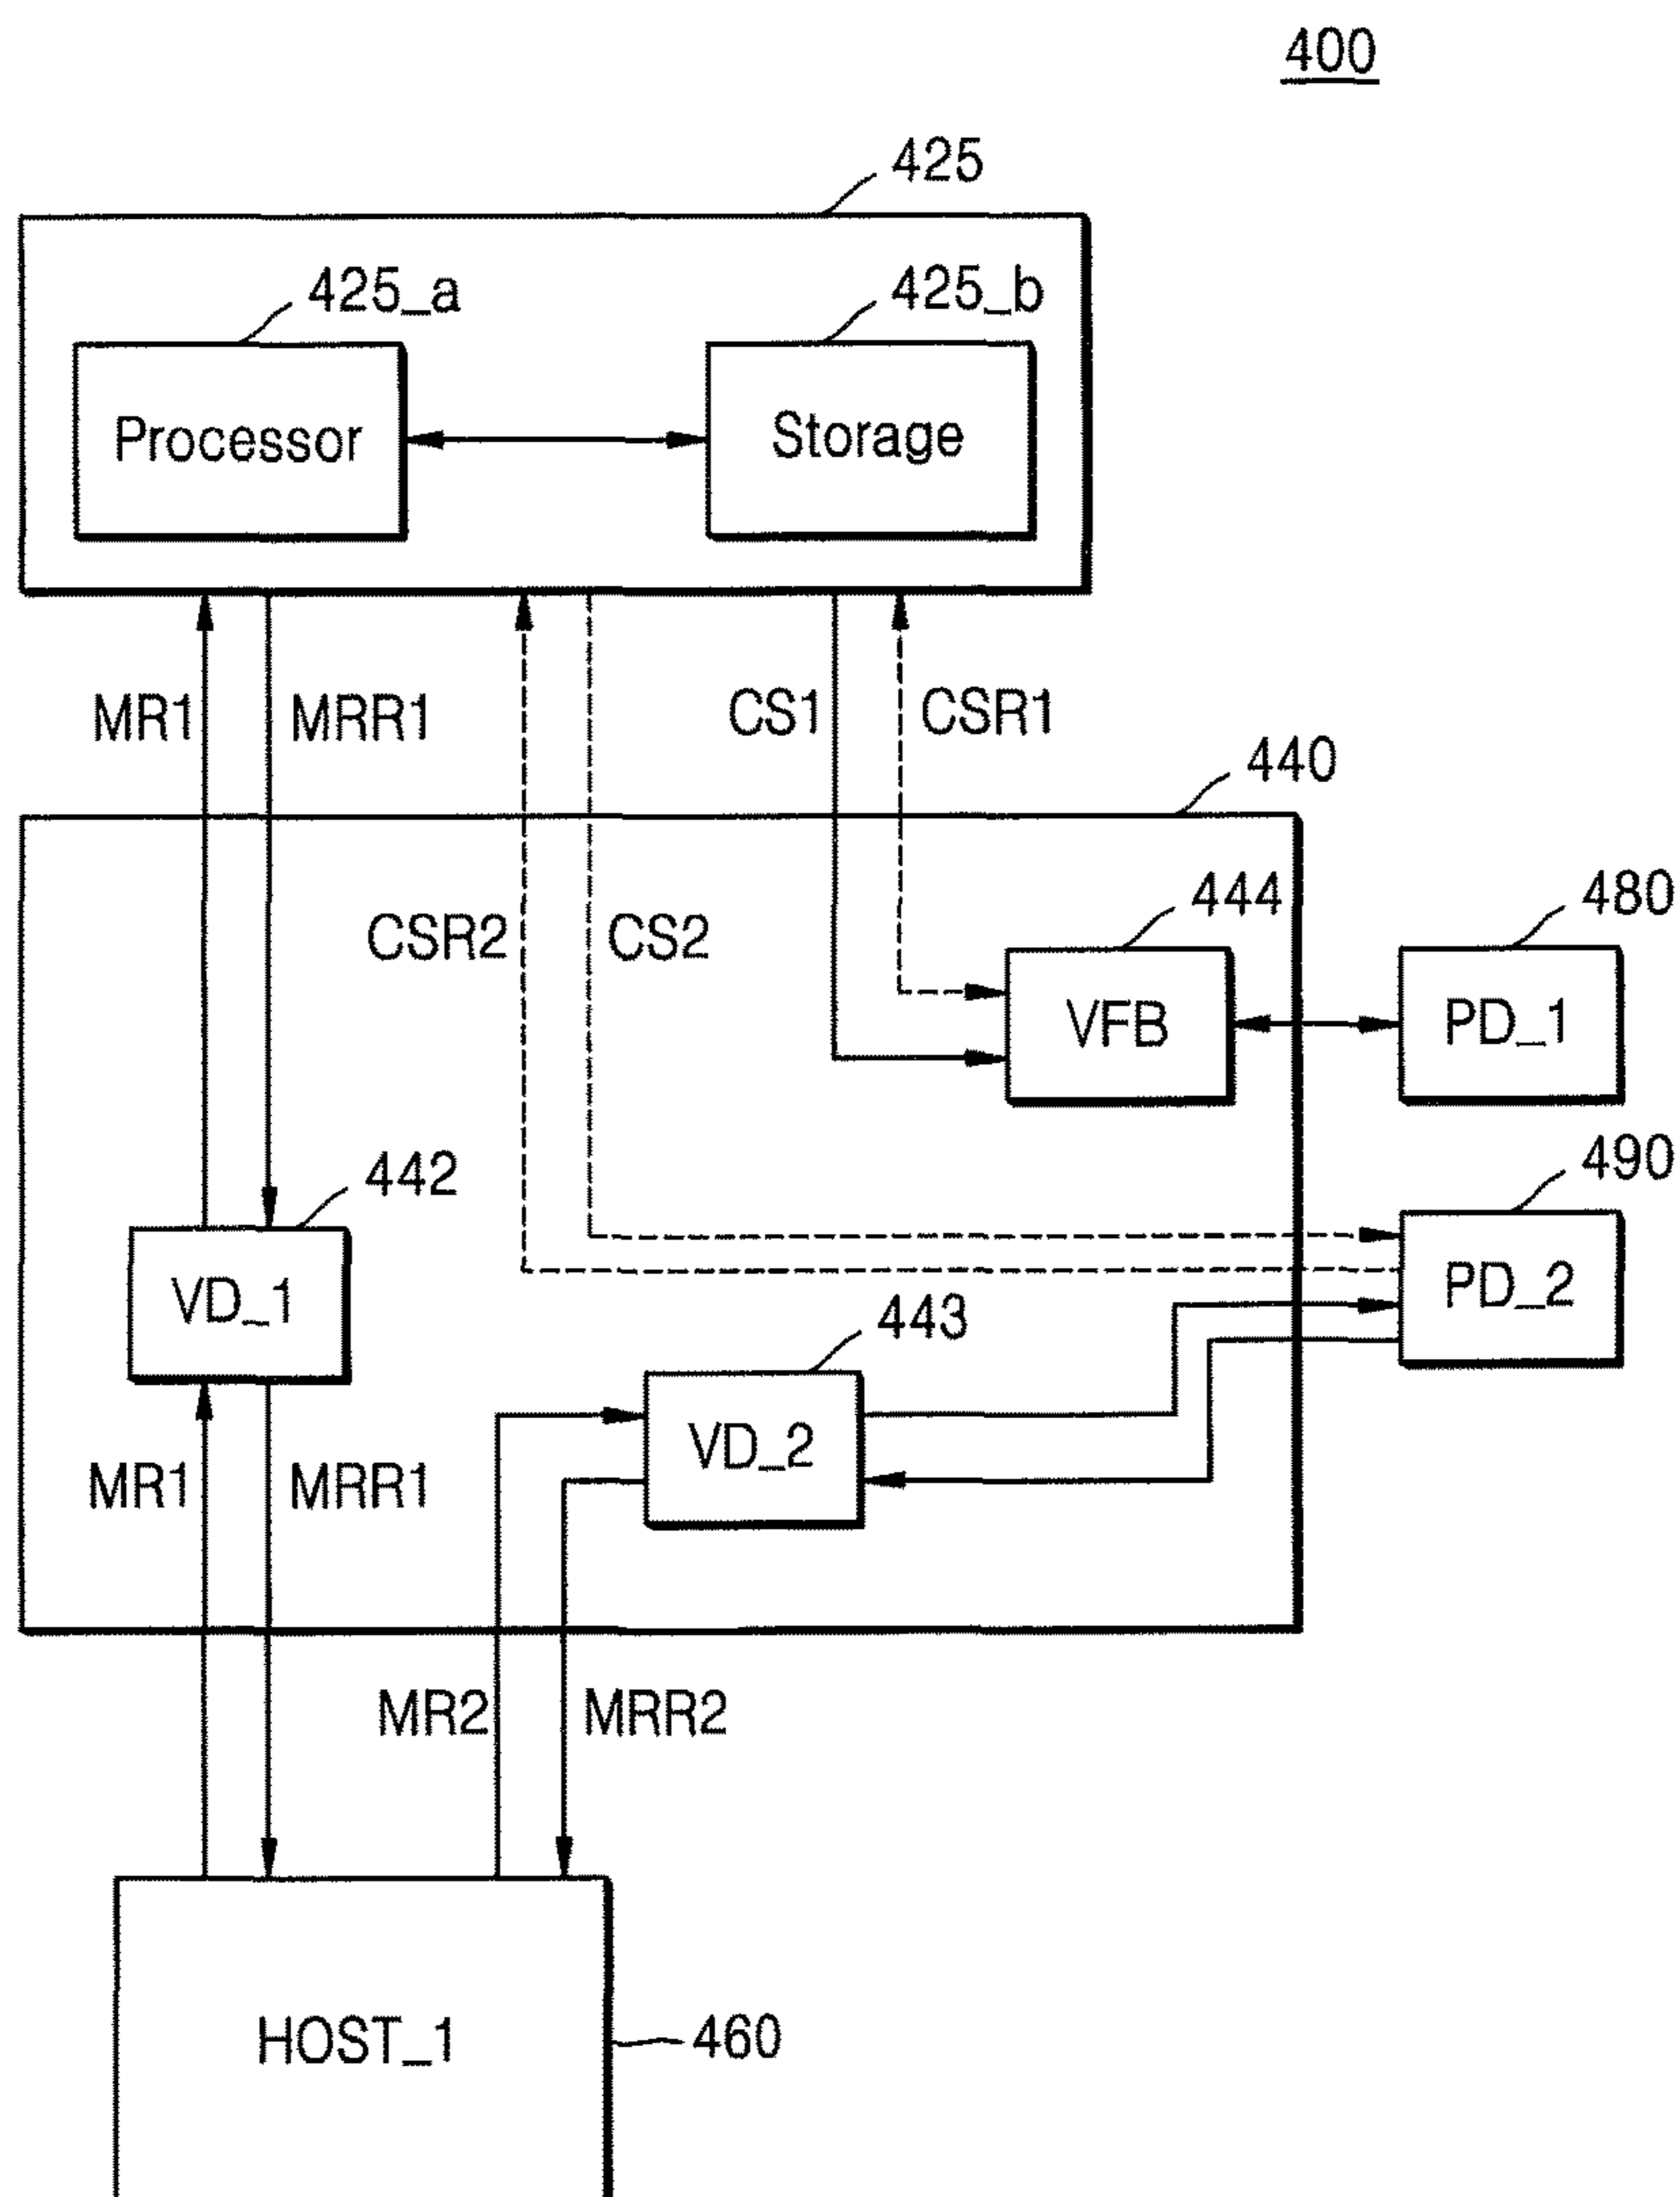 400
425
425_a
425_b
Processor
Storage
MR1
MRR1
CS1
CSR1
440
CSR2
CS2
444
480
VFB
PD_1
442
490
VD_1
PD_2
443
VD_2
MR1
MRR1
MR2
MRR2
HOST_1
460